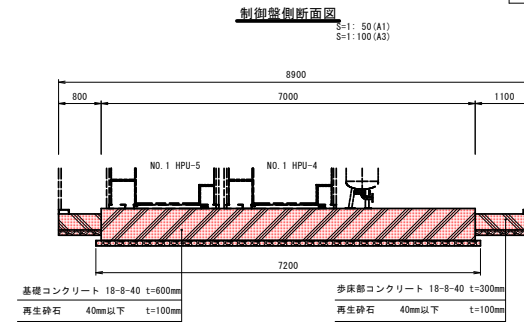 制御盤側断面図
S=1: 50(A1)
S=1:100(A3)
8900
800 7000 1100
NO.1 HPU-5 NO.1 HPU-4
7200
基礎コンクリート 18-8-40 t=600mm
再生砕石 40mm以下 t=100mm
歩床部コンクリート 18-8-40 t=300mm
再生砕石 40mm以下 t=100mm